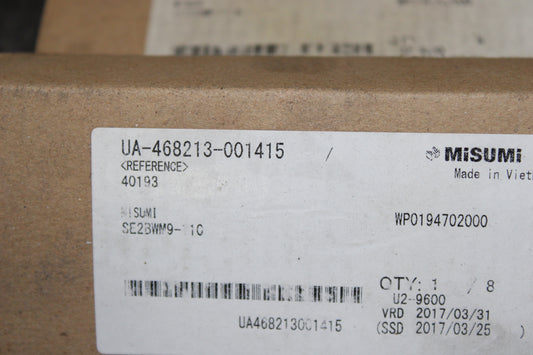 UA-468213-001415 /
<REFERENCE>
40193
MISUMI
MiSUMi
Made in Viet
WP0194702000
QTY: 1 / 8
U2-9600
VRD 2017/03/31
(SSD 2017/03/25 )
UA468213001415